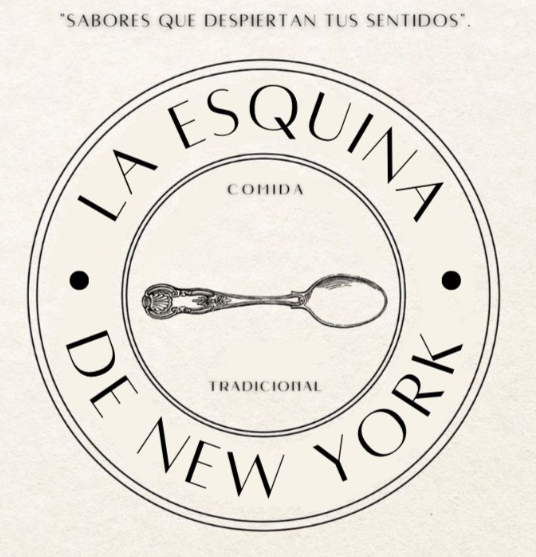 "SABORES QUE DESPIERTAN TUS SENTIDOS".
LA ESQUINA
COMIDA
TRADICIONAL
DE NEW YORK